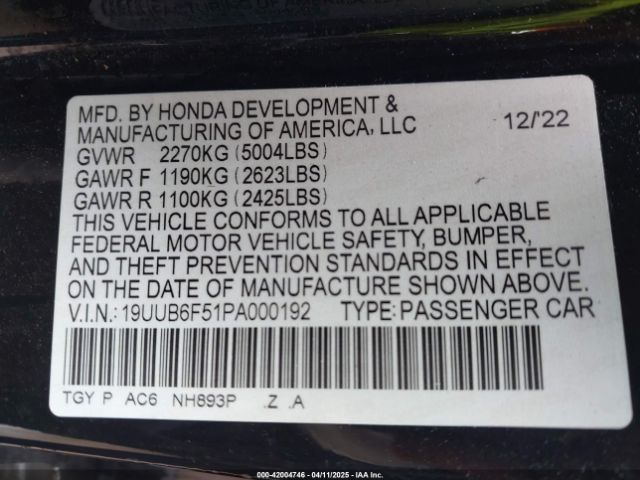 MFD. BY HONDA DEVELOPMENT &
MANUFACTURING OF AMERICA, LLC 12/'22
GVWR 2270KG (5004LBS)
GAWR F 1190KG (2623LBS)
GAWR R 1100KG (2425LBS)
THIS VEHICLE CONFORMS TO ALL APPLICABLE
FEDERAL MOTOR VEHICLE SAFETY, BUMPER,
AND THEFT PREVENTION STANDARDS IN EFFECT
ON THE DATE OF MANUFACTURE SHOWN ABOVE.
V.I.N.: 19UUB6F51PA000192 TYPE: PASSENGER CAR
TGY P AC6 NH893P .Z .A
000-42004746 - 04/11/2025 - IAA Inc.